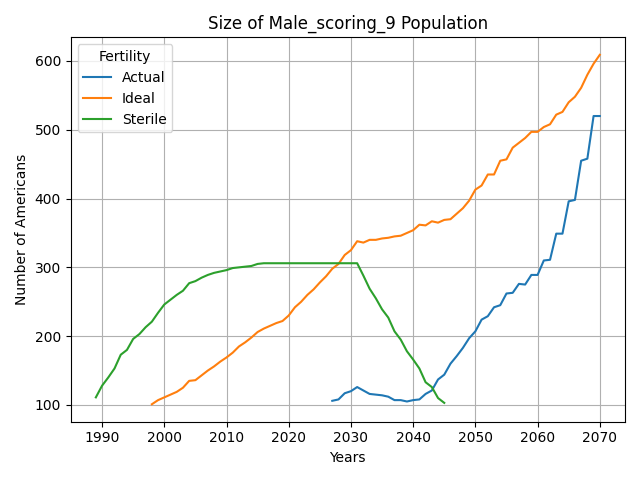 Size of Male_scoring_9 Population
Fertility
Actual
Ideal
Sterile
Number of Americans
600
500
400
300
200
100
1990 2000 2010 2020 2030 2040 2050 2060 2070
Years